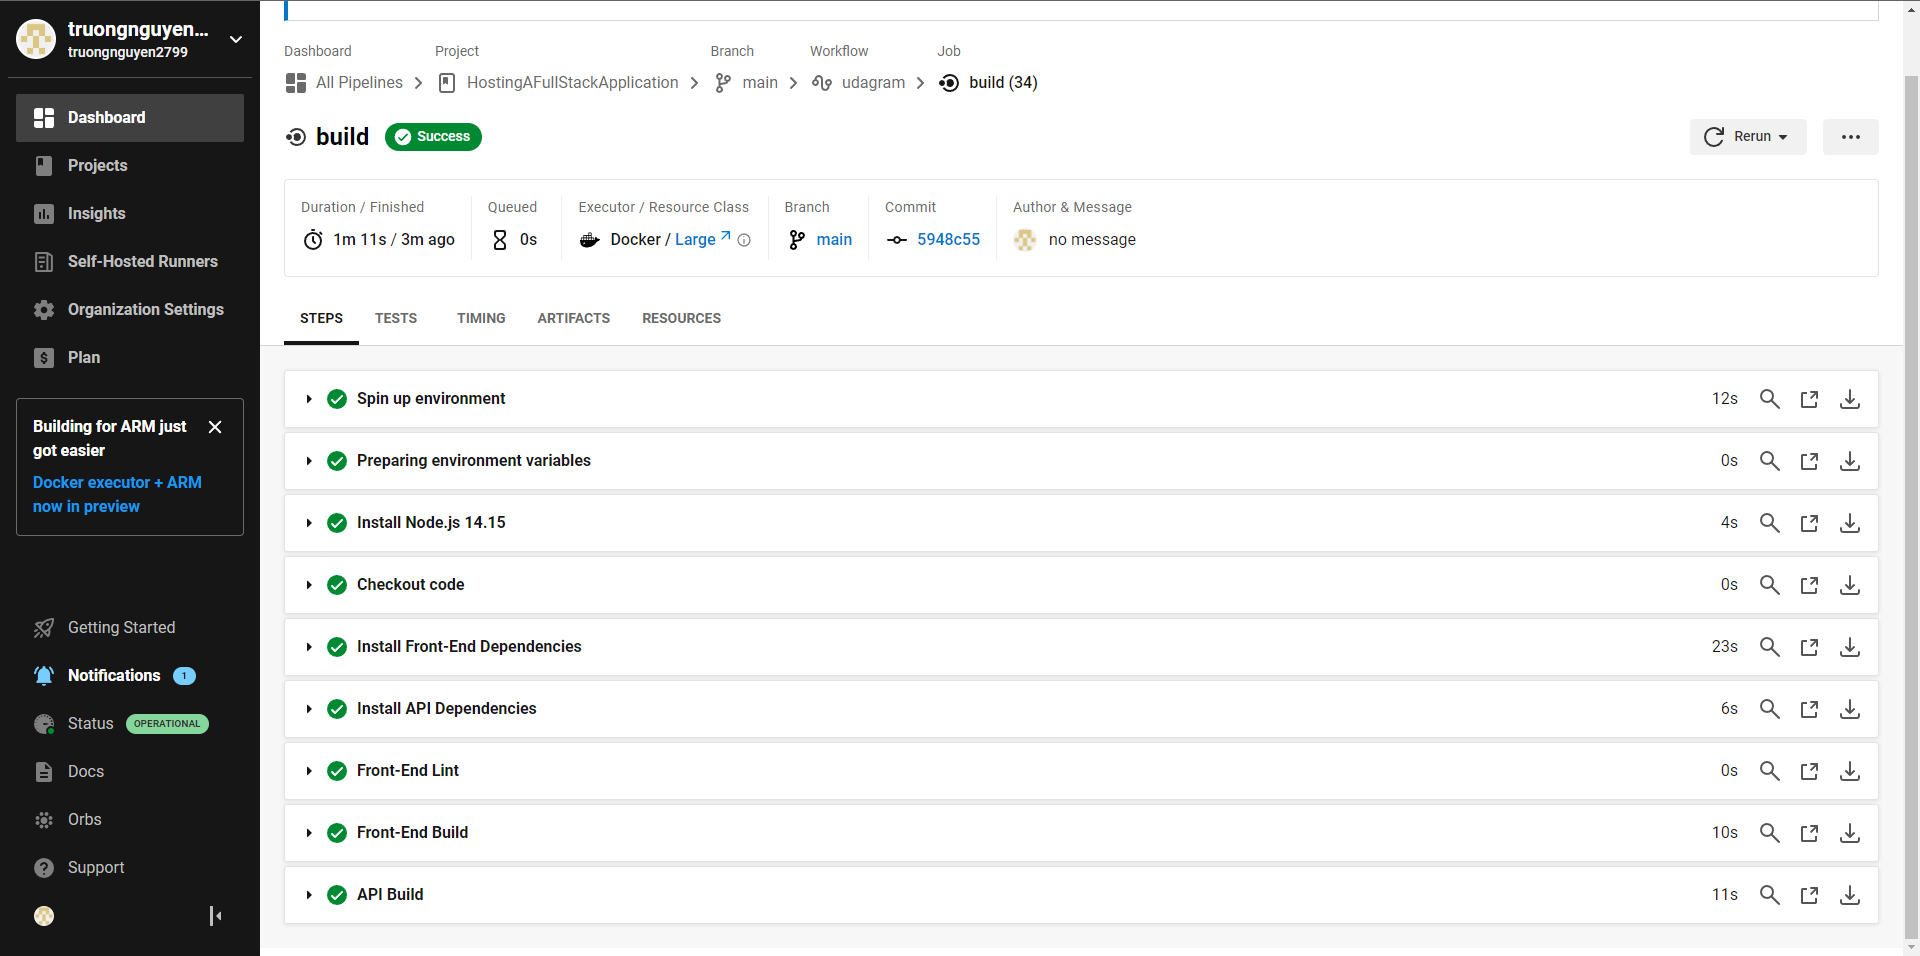 truongnguyen...
truongnguyen2799
Dashboard
Projects
Insights
Self-Hosted Runners
Organization Settings
Plan
Building for ARM just
got easier
Docker executor + ARM
now in preview
Getting Started
Notifications 1
Status OPERATIONAL
Docs
Orbs
Support
Dashboard Project Branch Workflow Job
All Pipelines HostingAFullStackApplication main udagram build (34)
build Success
Rerun
Duration / Finished Queued Executor / Resource Class Branch Commit Author & Message
1m 11s / 3m ago 0s Docker / Large main 5948c55 no message
STEPS TESTS TIMING ARTIFACTS RESOURCES
Spin up environment 12s
Preparing environment variables 0s
Install Node.js 14.15 4s
Checkout code 0s
Install Front-End Dependencies 23s
Install API Dependencies 6s
Front-End Lint 0s
Front-End Build 10s
API Build 11s